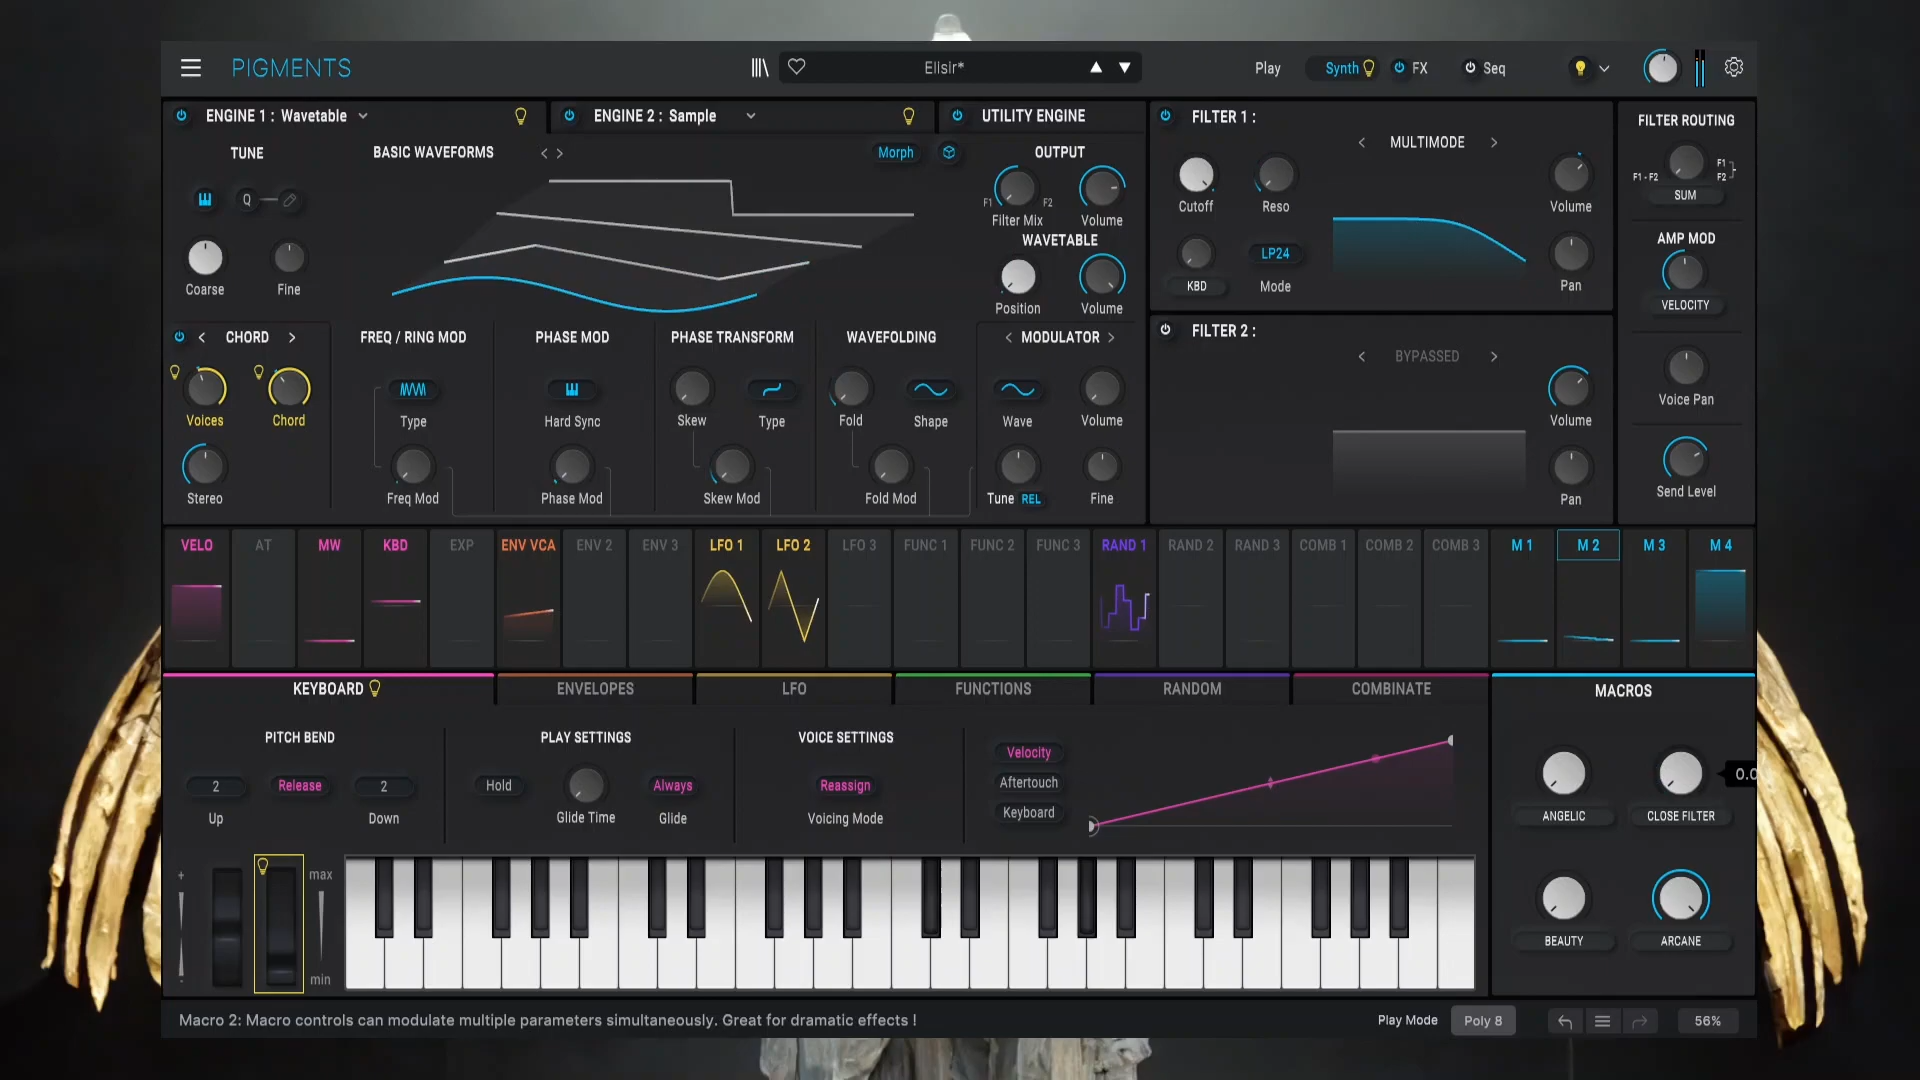 PIGMENTS
Elisir*
Play
Synth
FX
Seq
ENGINE 1 : Wavetable
ENGINE 2 : Sample
UTILITY ENGINE
TUNE
BASIC WAVEFORMS
Morph
Q
Coarse
Fine
OUTPUT
F1
F2
Filter Mix
Volume
WAVETABLE
Position
Volume
CHORD
Voices
Chord
Stereo
FREQ / RING MOD
Type
Freq Mod
PHASE MOD
Hard Sync
Phase Mod
PHASE TRANSFORM
Skew
Type
Skew Mod
WAVEFOLDING
Fold
Shape
Fold Mod
MODULATOR
Wave
Volume
Tune REL
Fine
FILTER 1 :
MULTIMODE
Cutoff
Reso
KBD
LP24
Mode
Volume
Pan
FILTER 2 :
BYPASSED
Volume
Pan
FILTER ROUTING
F1 - F2
F1
F2
SUM
AMP MOD
VELOCITY
Voice Pan
Send Level
VELO
AT
MW
KBD
EXP
ENV VCA
ENV 2
ENV 3
LFO 1
LFO 2
LFO 3
FUNC 1
FUNC 2
FUNC 3
RAND 1
RAND 2
RAND 3
COMB 1
COMB 2
COMB 3
M 1
M 2
M 3
M 4
KEYBOARD
ENVELOPES
LFO
FUNCTIONS
RANDOM
COMBINATE
MACROS
PITCH BEND
2
Release
2
Up
Down
PLAY SETTINGS
Hold
Glide Time
Always
Glide
VOICE SETTINGS
Reassign
Voicing Mode
Velocity
Aftertouch
Keyboard
ANGELIC
CLOSE FILTER
0.0
BEAUTY
ARCANE
+
-
max
min
Macro 2: Macro controls can modulate multiple parameters simultaneously. Great for dramatic effects !
Play Mode
Poly 8
56%